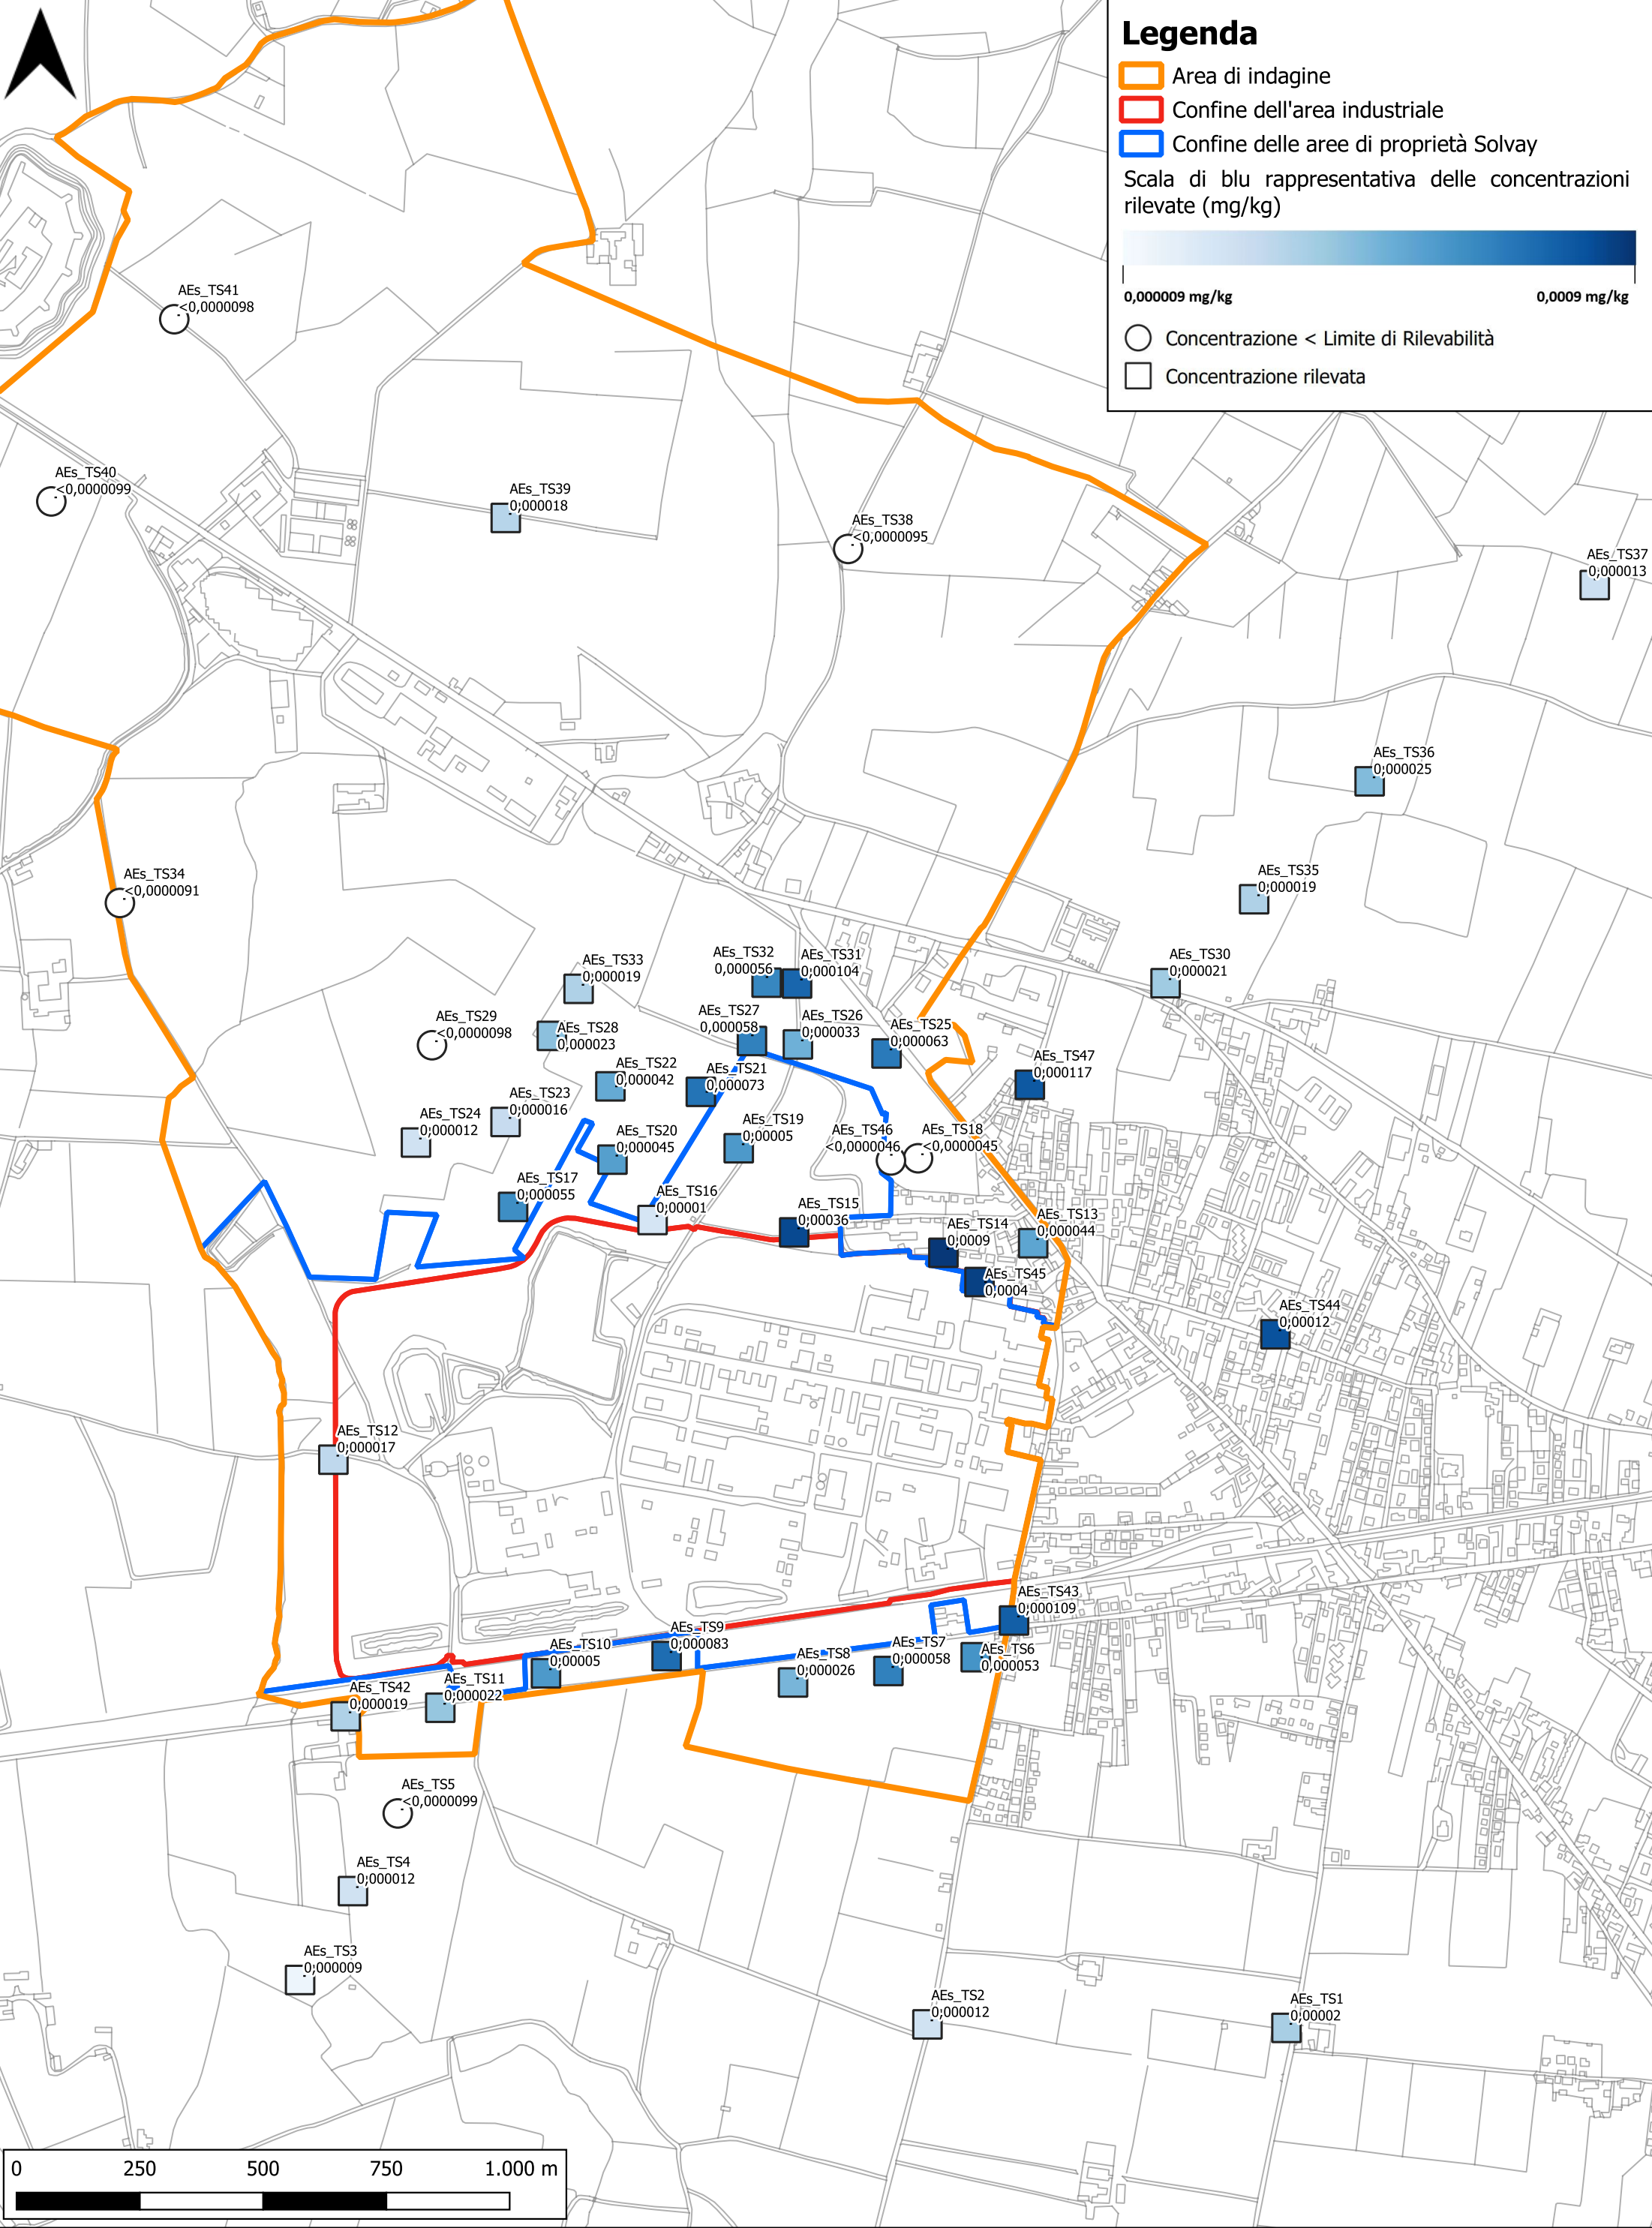 Legenda
Area di indagine
Confine dell'area industriale
Confine delle aree di proprietà Solvay
Scala di blu rappresentativa delle concentrazioni
rilevate (mg/kg)
0,000009 mg/kg
0,0009 mg/kg
Concentrazione < Limite di Rilevabilità
Concentrazione rilevata
AEs_TS41
<0,0000098
AEs_TS40
<0,0000099
AEs_TS39
0,000018
AEs_TS38
<0,0000095
AEs_TS37
0,000013
AEs_TS36
0,000025
AEs_TS34
<0,0000091
AEs_TS35
0,000019
AEs_TS32
0,000056
AEs_TS31
0,000104
AEs_TS33
0,000019
AEs_TS30
0,000021
AEs_TS29
<0,0000098
AEs_TS28
0,000023
AEs_TS27
0,000058
AEs_TS26
0,000033
AEs_TS25
0,000063
AEs_TS47
0,000117
AEs_TS22
0,000042
AEs_TS21
0,000073
AEs_TS23
0,000016
AEs_TS24
0,000012
AEs_TS19
0,00005
AEs_TS20
0,000045
AEs_TS46
<0,0000046
AEs_TS18
<0,0000045
AEs_TS17
0,000055
AEs_TS16
0,00001
AEs_TS15
0,00036
AEs_TS14
0,0009
AEs_TS13
0,000044
AEs_TS45
0,0004
AEs_TS44
0,00012
AEs_TS12
0,000017
AEs_TS43
0,000109
AEs_TS9
0,000083
AEs_TS10
0,00005
AEs_TS8
0,000026
AEs_TS7
0,000058
AEs_TS6
0,000053
AEs_TS11
0,000022
AEs_TS42
0,000019
AEs_TS5
<0,0000099
AEs_TS4
0,000012
AEs_TS3
0,000009
AEs_TS2
0,000012
AEs_TS1
0,00002
0 250 500 750 1.000 m